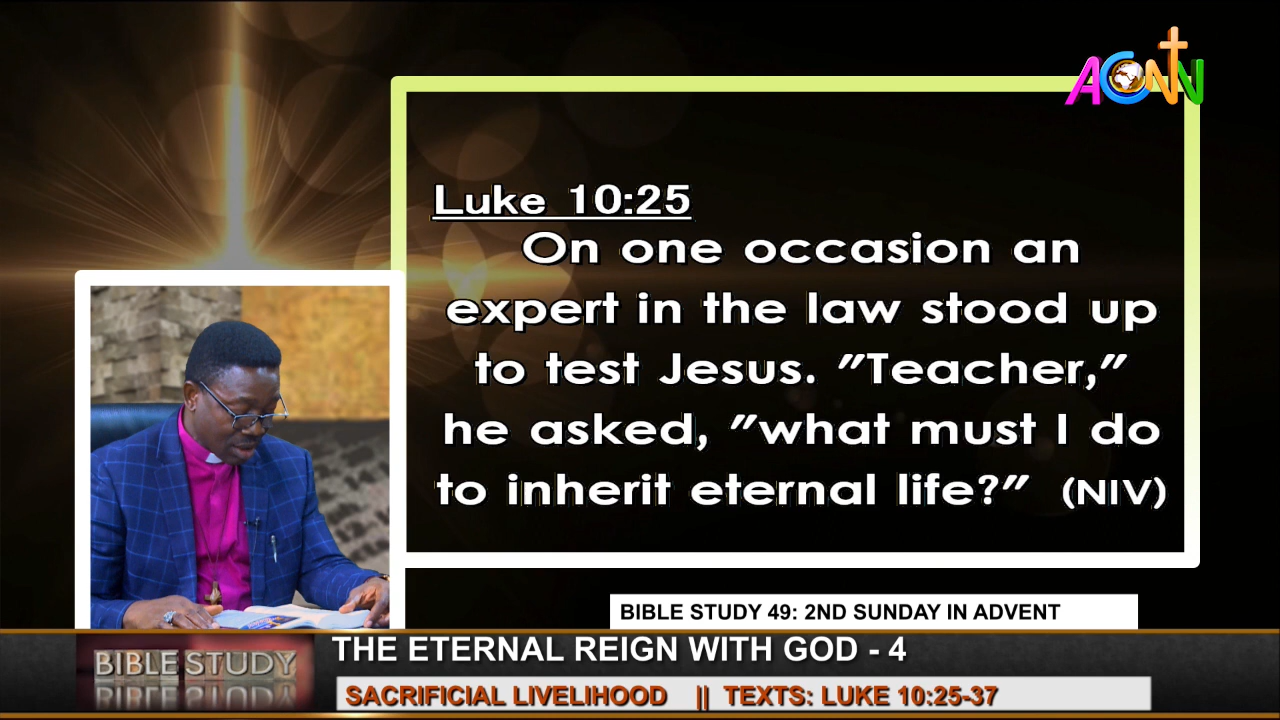 ACNN
Luke 10:25
On one occasion an
expert in the law stood up
to test Jesus. "Teacher,"
he asked, "what must I do
to inherit eternal life?" (NIV)
BIBLE STUDY 49: 2ND SUNDAY IN ADVENT
THE ETERNAL REIGN WITH GOD - 4
BIBLE STUDY
SACRIFICIAL LIVELIHOOD || TEXTS: LUKE 10:25-37